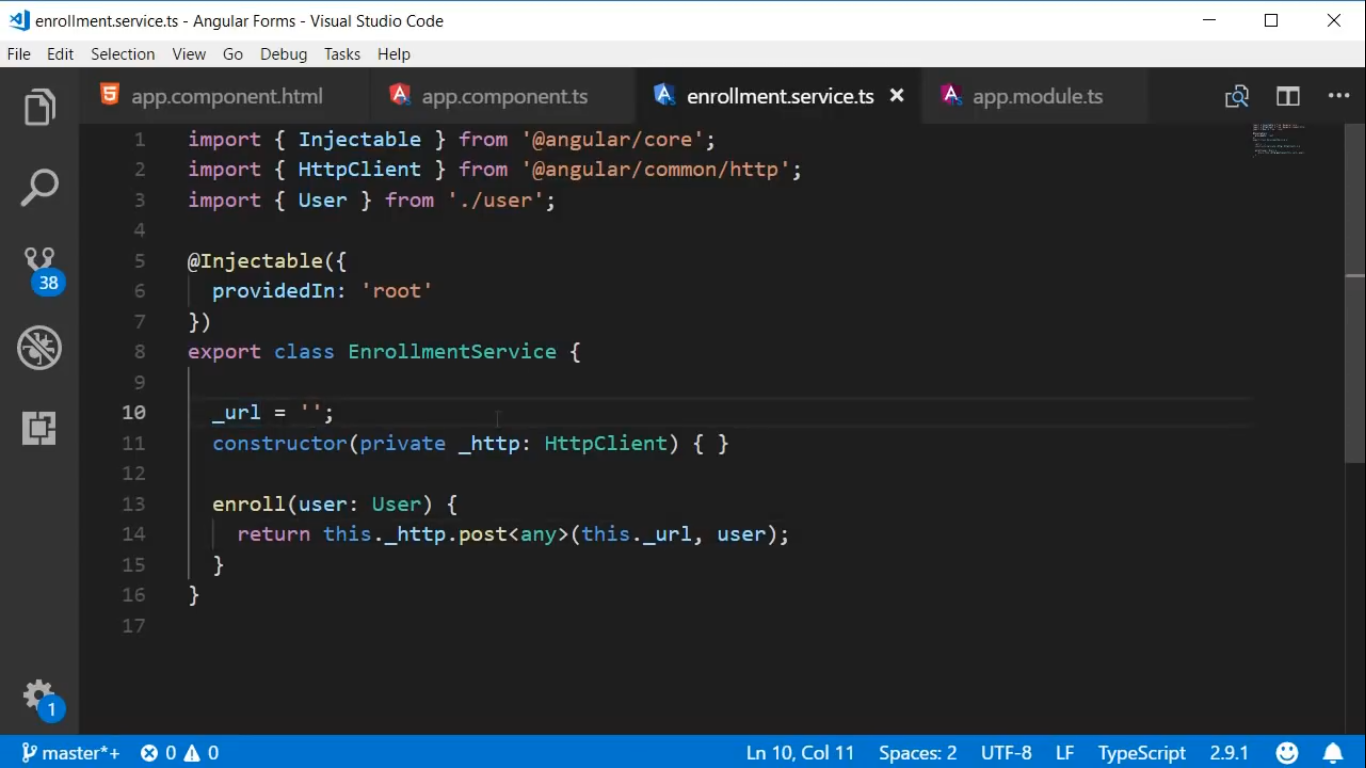 enrollment.service.ts - Angular Forms - Visual Studio Code
File Edit Selection View Go Debug Tasks Help
app.component.html app.component.ts enrollment.service.ts app.module.ts
1 import { Injectable } from '@angular/core';
2 import { HttpClient } from '@angular/common/http';
3 import { User } from './user';
4
5 @Injectable({
6 providedIn: 'root'
7 })
8 export class EnrollmentService {
9
10 _url = '';
11 constructor(private _http: HttpClient) { }
12
13 enroll(user: User) {
14 return this._http.post<any>(this._url, user);
15 }
16 }
17
38
1
master*+ 0 0 Ln 10, Col 11 Spaces: 2 UTF-8 LF TypeScript 2.9.1